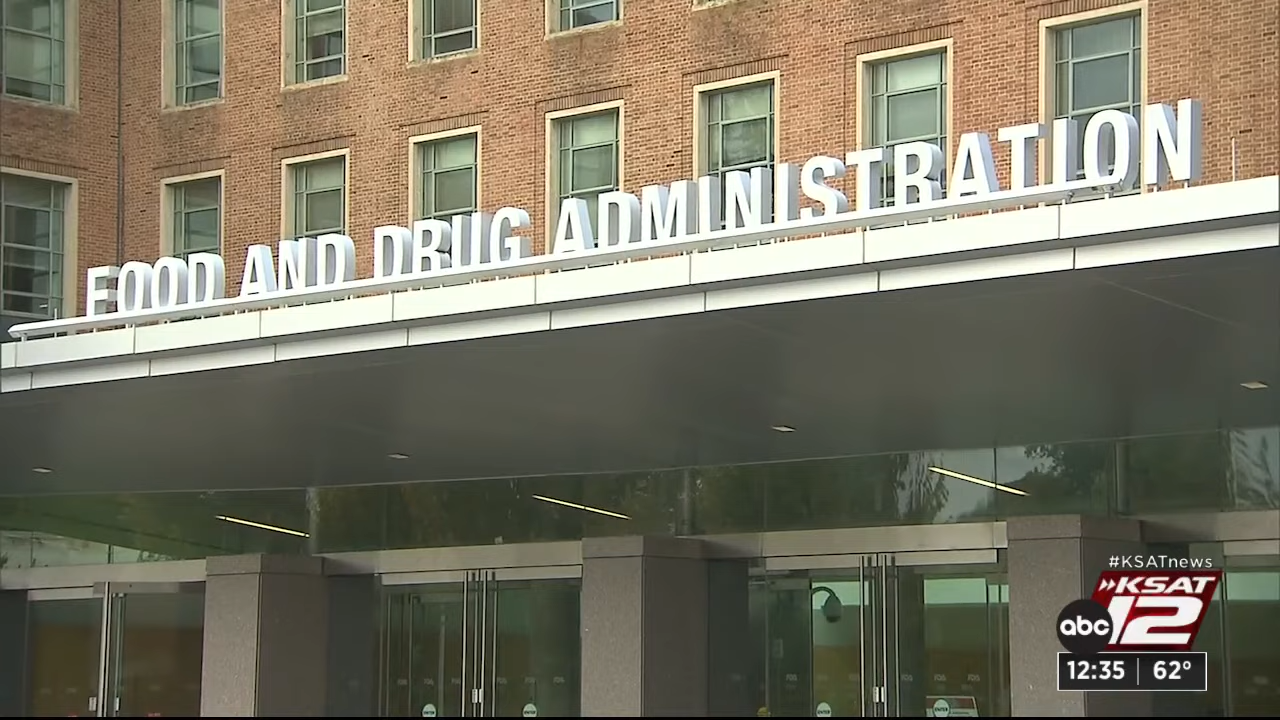 FOOD AND DRUG ADMINISTRATION
#KSATnews
KSAT
abc 12
12:35 62°